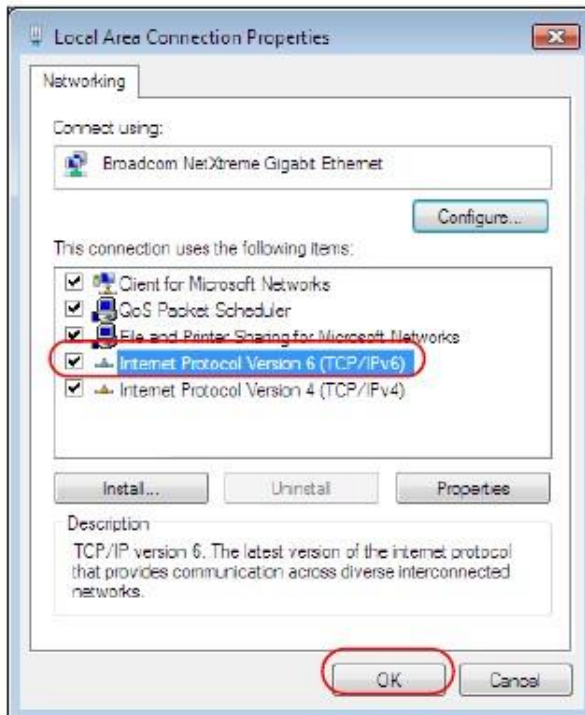 Local Area Connection Properties
Networking
Connect using:
Broadcom NetXtreme Gigabit Ethernet
Configure...
This connection uses the following items:
Client for Microsoft Networks
QoS Packet Scheduler
File and Printer Sharing for Microsoft Networks
Internet Protocol Version 6 (TCP/IPv6)
Internet Protocol Version 4 (TCP/IPv4)
Install... Uninstall Properties
Description
TCP/IP version 6. The latest version of the internet protocol
that provides communication across diverse interconnected
networks.
OK Cancel